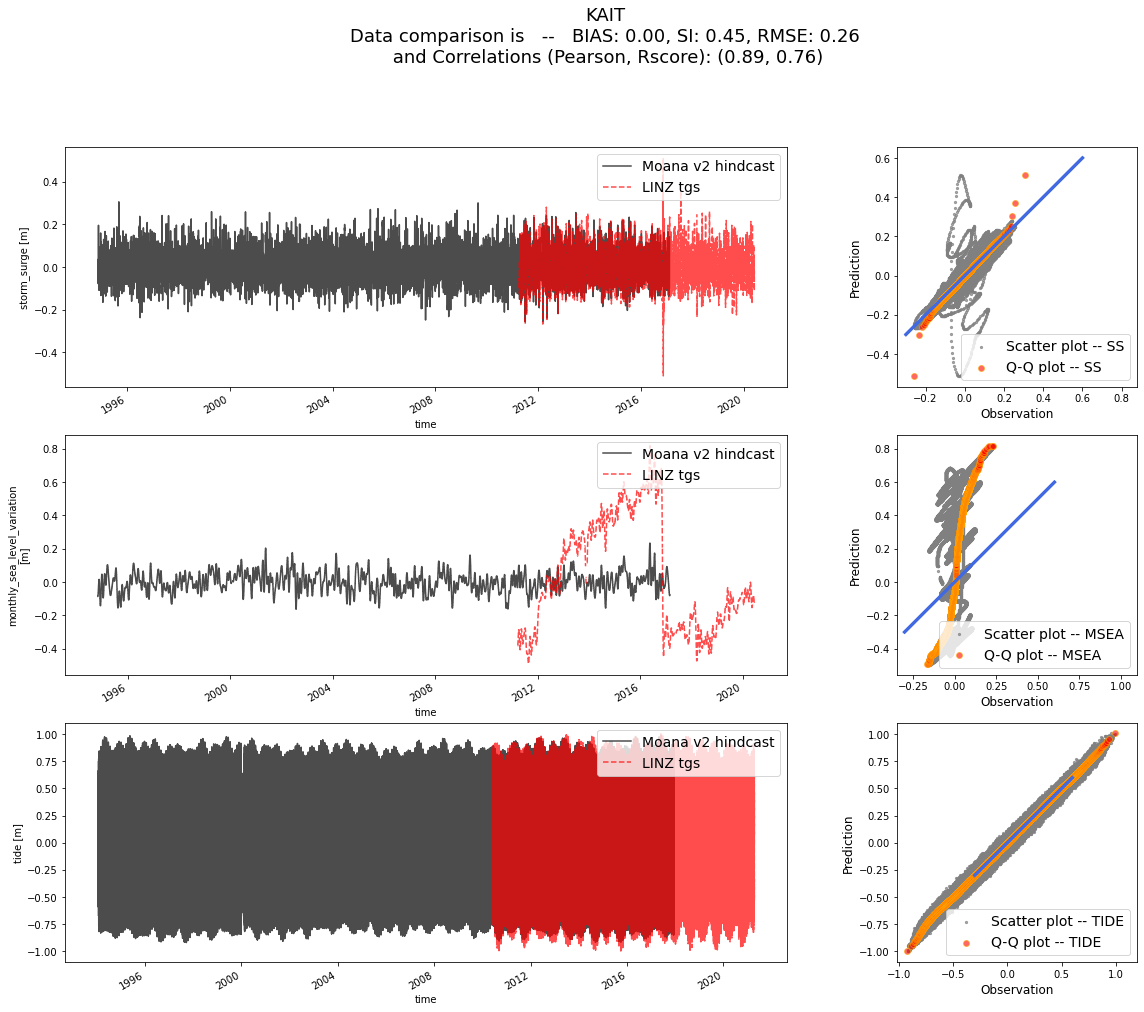 KAIT
Data comparison is -- BIAS: 0.00, SI: 0.45, RMSE: 0.26
and Correlations (Pearson, Rscore): (0.89, 0.76)
storm_surge [m]
0.4
0.2
0.0
−0.2
−0.4
Moana v2 hindcast
LINZ tgs
1996
2000
2004
2008
2012
2016
2020
time
Prediction
0.6
0.4
0.2
0.0
−0.2
−0.4
Scatter plot -- SS
Q-Q plot -- SS
−0.2
0.0
0.2
0.4
0.6
0.8
Observation
monthly_sea_level_variation
[m]
0.8
0.6
0.4
0.2
0.0
−0.2
−0.4
Moana v2 hindcast
LINZ tgs
1996
2000
2004
2008
2012
2016
2020
time
Prediction
0.8
0.6
0.4
0.2
0.0
−0.2
−0.4
Scatter plot -- MSEA
Q-Q plot -- MSEA
−0.25
0.00
0.25
0.50
0.75
1.00
Observation
tide [m]
1.00
0.75
0.50
0.25
0.00
−0.25
−0.50
−0.75
−1.00
Moana v2 hindcast
LINZ tgs
1996
2000
2004
2008
2012
2016
2020
time
Prediction
1.00
0.75
0.50
0.25
0.00
−0.25
−0.50
−0.75
−1.00
Scatter plot -- TIDE
Q-Q plot -- TIDE
−1.0
−0.5
0.0
0.5
1.0
Observation